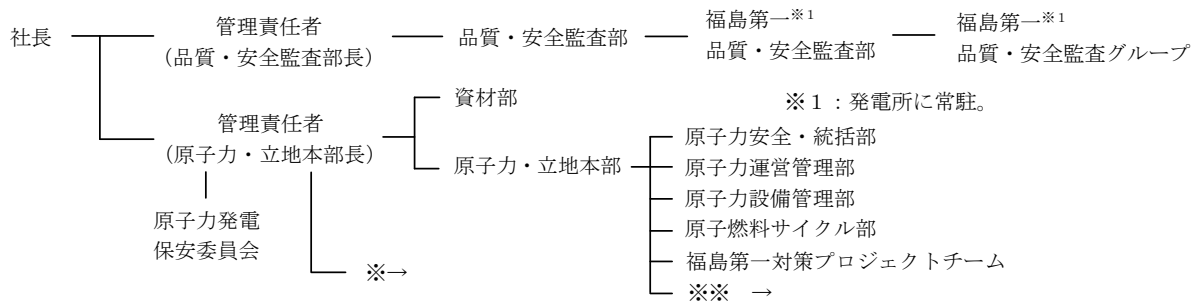 社長
管理責任者
（品質・安全監査部長）
品質・安全監査部
福島第一※1
品質・安全監査部
福島第一※1
品質・安全監査グループ
※1：発電所に常駐。
管理責任者
（原子力・立地本部長）
資材部
原子力・立地本部
原子力安全・統括部
原子力運営管理部
原子力設備管理部
原子燃料サイクル部
福島第一対策プロジェクトチーム
※※ →
原子力発電
保安委員会
※→